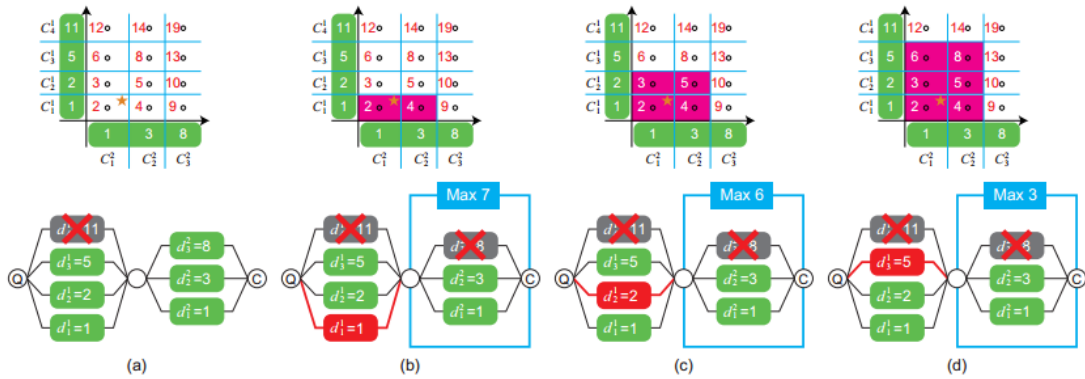 C₄¹ 11 12 14 19
C₃¹ 5 6 8 13
C₂¹ 2 3 5 10
C₁¹ 1 2 4 9
1 3 8
C₁² C₂² C₃²
C₄¹ 11 12 14 19
C₃¹ 5 6 8 13
C₂¹ 2 3 5 10
C₁¹ 1 2 4 9
1 3 8
C₁² C₂² C₃²
C₄¹ 11 12 14 19
C₃¹ 5 6 8 13
C₂¹ 2 3 5 10
C₁¹ 1 2 4 9
1 3 8
C₁² C₂² C₃²
C₄¹ 11 12 14 19
C₃¹ 5 6 8 13
C₂¹ 2 3 5 10
C₁¹ 1 2 4 9
1 3 8
C₁² C₂² C₃²
11
d₃¹=5
d₂¹=2
d₁¹=1
Q
d₃²=8
d₂²=3
d₁²=1
C
(a)
Max 7
11
d₃¹=5
d₂¹=2
d₁¹=1
Q
8
d₂²=3
d₁²=1
C
(b)
Max 6
11
d₃¹=5
d₂¹=2
d₁¹=1
Q
8
d₂²=3
d₁²=1
C
(c)
Max 3
11
d₃¹=5
d₂¹=2
d₁¹=1
Q
8
d₂²=3
d₁²=1
C
(d)